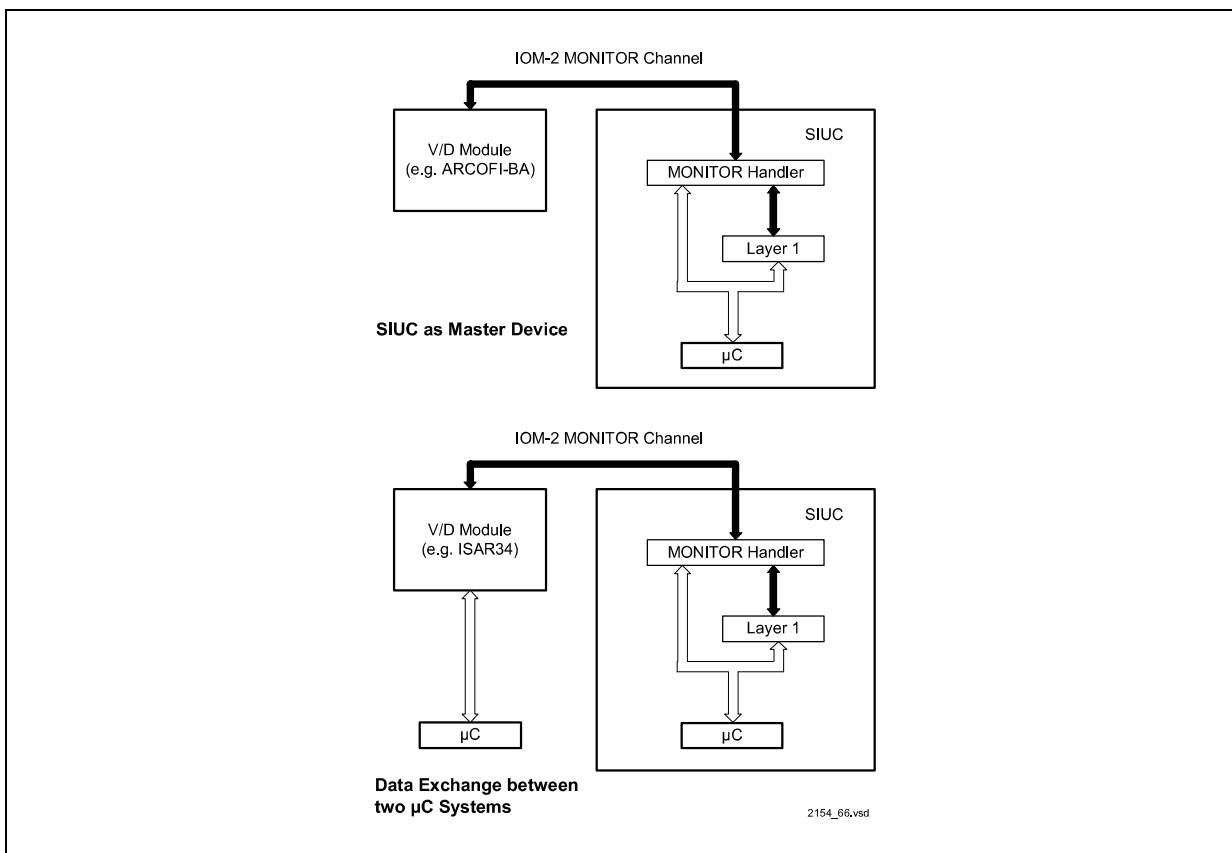 IOM-2 MONITOR Channel
SIUC
V/D Module
(e.g. ARCOFI-BA)
MONITOR Handler
Layer 1
SIUC as Master Device
µC
IOM-2 MONITOR Channel
SIUC
V/D Module
(e.g. ISAR34)
MONITOR Handler
Layer 1
µC
µC
Data Exchange between
two µC Systems
2154_66.vsd